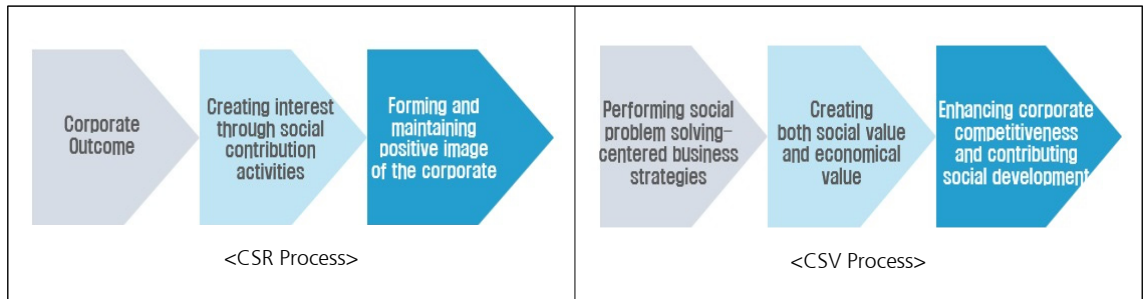 Corporate
Outcome
Creating interest
through social
contribution
activities
Forming and
maintaining
positive image
of the corporate
<CSR Process>
Performing social
problem solving-
centered business
strategies
Creating
both social value
and economical
value
Enhancing corporate
competitiveness
and contributing
social development
<CSV Process>